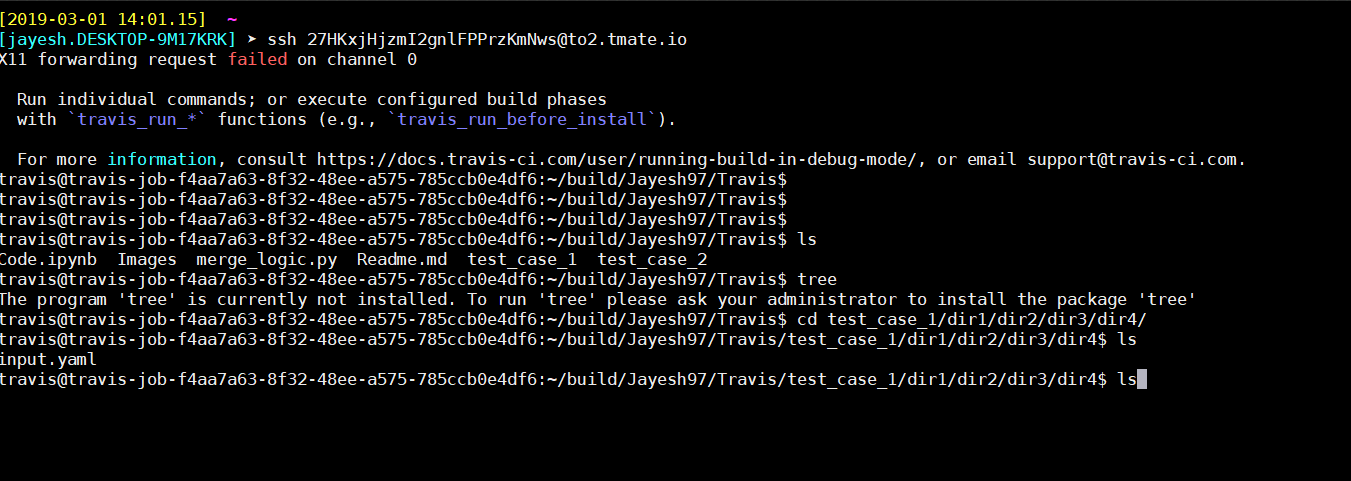 [2019-03-01 14:01.15]  ~
[jayesh.DESKTOP-9M17KRK] ➤ ssh 27HKxjHjzmI2gnlFPPrzKmNws@to2.tmate.io
X11 forwarding request failed on channel 0
Run individual commands; or execute configured build phases
with `travis_run_*` functions (e.g., `travis_run_before_install`).
For more information, consult https://docs.travis-ci.com/user/running-build-in-debug-mode/, or email support@travis-ci.com.
travis@travis-job-f4aa7a63-8f32-48ee-a575-785ccb0e4df6:~/build/Jayesh97/Travis$
travis@travis-job-f4aa7a63-8f32-48ee-a575-785ccb0e4df6:~/build/Jayesh97/Travis$
travis@travis-job-f4aa7a63-8f32-48ee-a575-785ccb0e4df6:~/build/Jayesh97/Travis$
travis@travis-job-f4aa7a63-8f32-48ee-a575-785ccb0e4df6:~/build/Jayesh97/Travis$ ls
Code.ipynb  Images  merge_logic.py  Readme.md  test_case_1  test_case_2
travis@travis-job-f4aa7a63-8f32-48ee-a575-785ccb0e4df6:~/build/Jayesh97/Travis$ tree
The program 'tree' is currently not installed. To run 'tree' please ask your administrator to install the package 'tree'
travis@travis-job-f4aa7a63-8f32-48ee-a575-785ccb0e4df6:~/build/Jayesh97/Travis$ cd test_case_1/dir1/dir2/dir3/dir4/
travis@travis-job-f4aa7a63-8f32-48ee-a575-785ccb0e4df6:~/build/Jayesh97/Travis/test_case_1/dir1/dir2/dir3/dir4$ ls
input.yaml
travis@travis-job-f4aa7a63-8f32-48ee-a575-785ccb0e4df6:~/build/Jayesh97/Travis/test_case_1/dir1/dir2/dir3/dir4$ ls